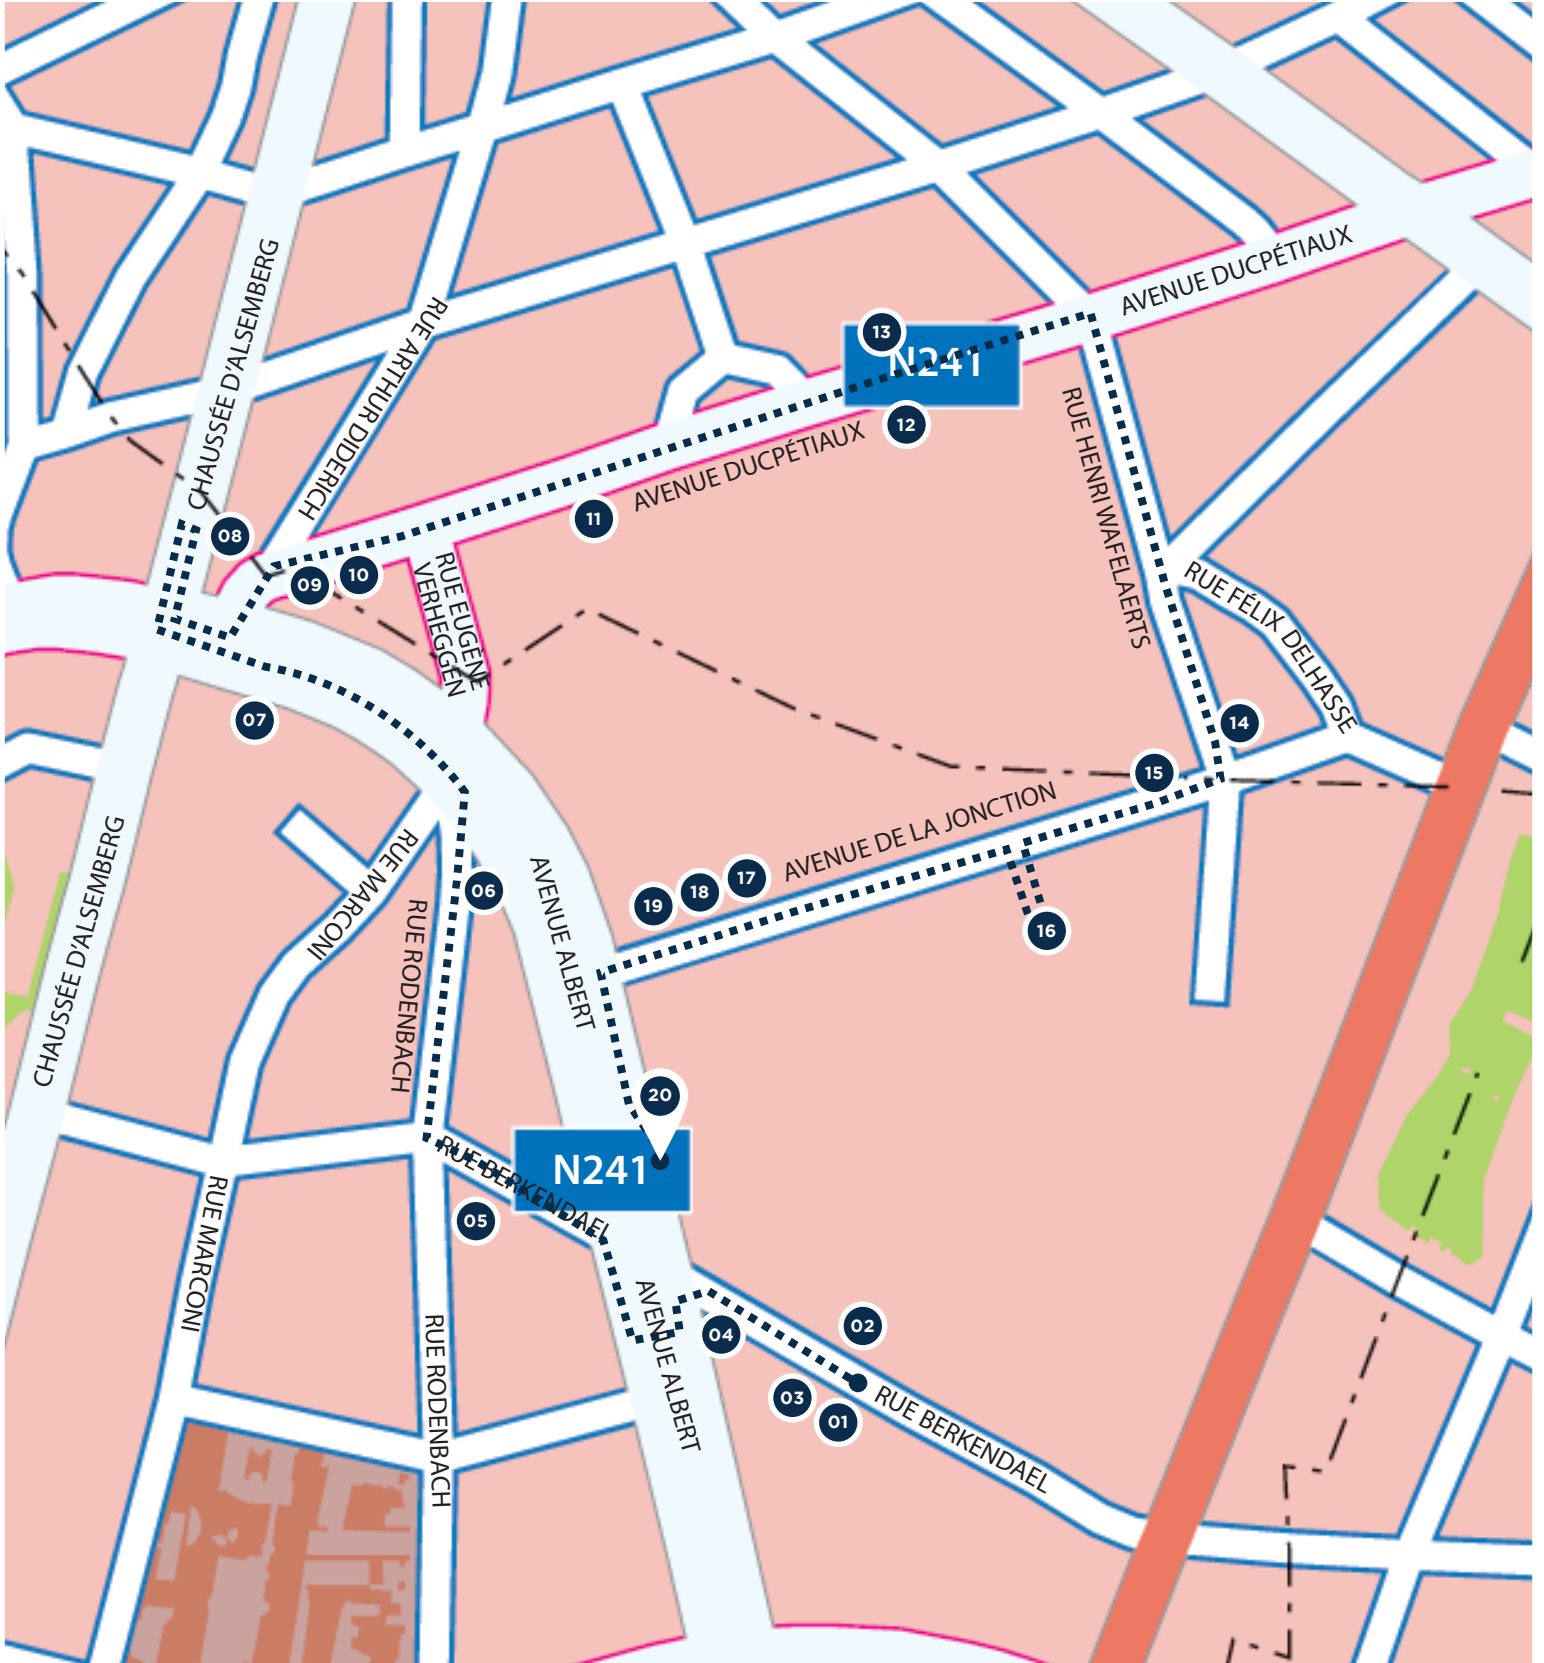 CHAUSSÉE D'ALSEMBERG
AVENUE DUCPÉTIAUX
RUE ARTHUR DIDERICH
13
N241
12
AVENUE DUCPÉTIAUX
RUE HENRI WAFELAERTS
11
08
09
10
RUE EUGÈNE
VERHEGGEN
RUE FÉLIX DELHASSE
07
14
15
AVENUE DE LA JONCTION
CHAUSSÉE D'ALSEMBERG
RUE MARCONI
06
AVENUE ALBERT
19
18
17
16
RUE RODENBACH
20
N241
RUE BERKENDAEL
05
RUE MARCONI
AVENUE ALBERT
04
02
03
01
RUE BERKENDAEL
RUE RODENBACH